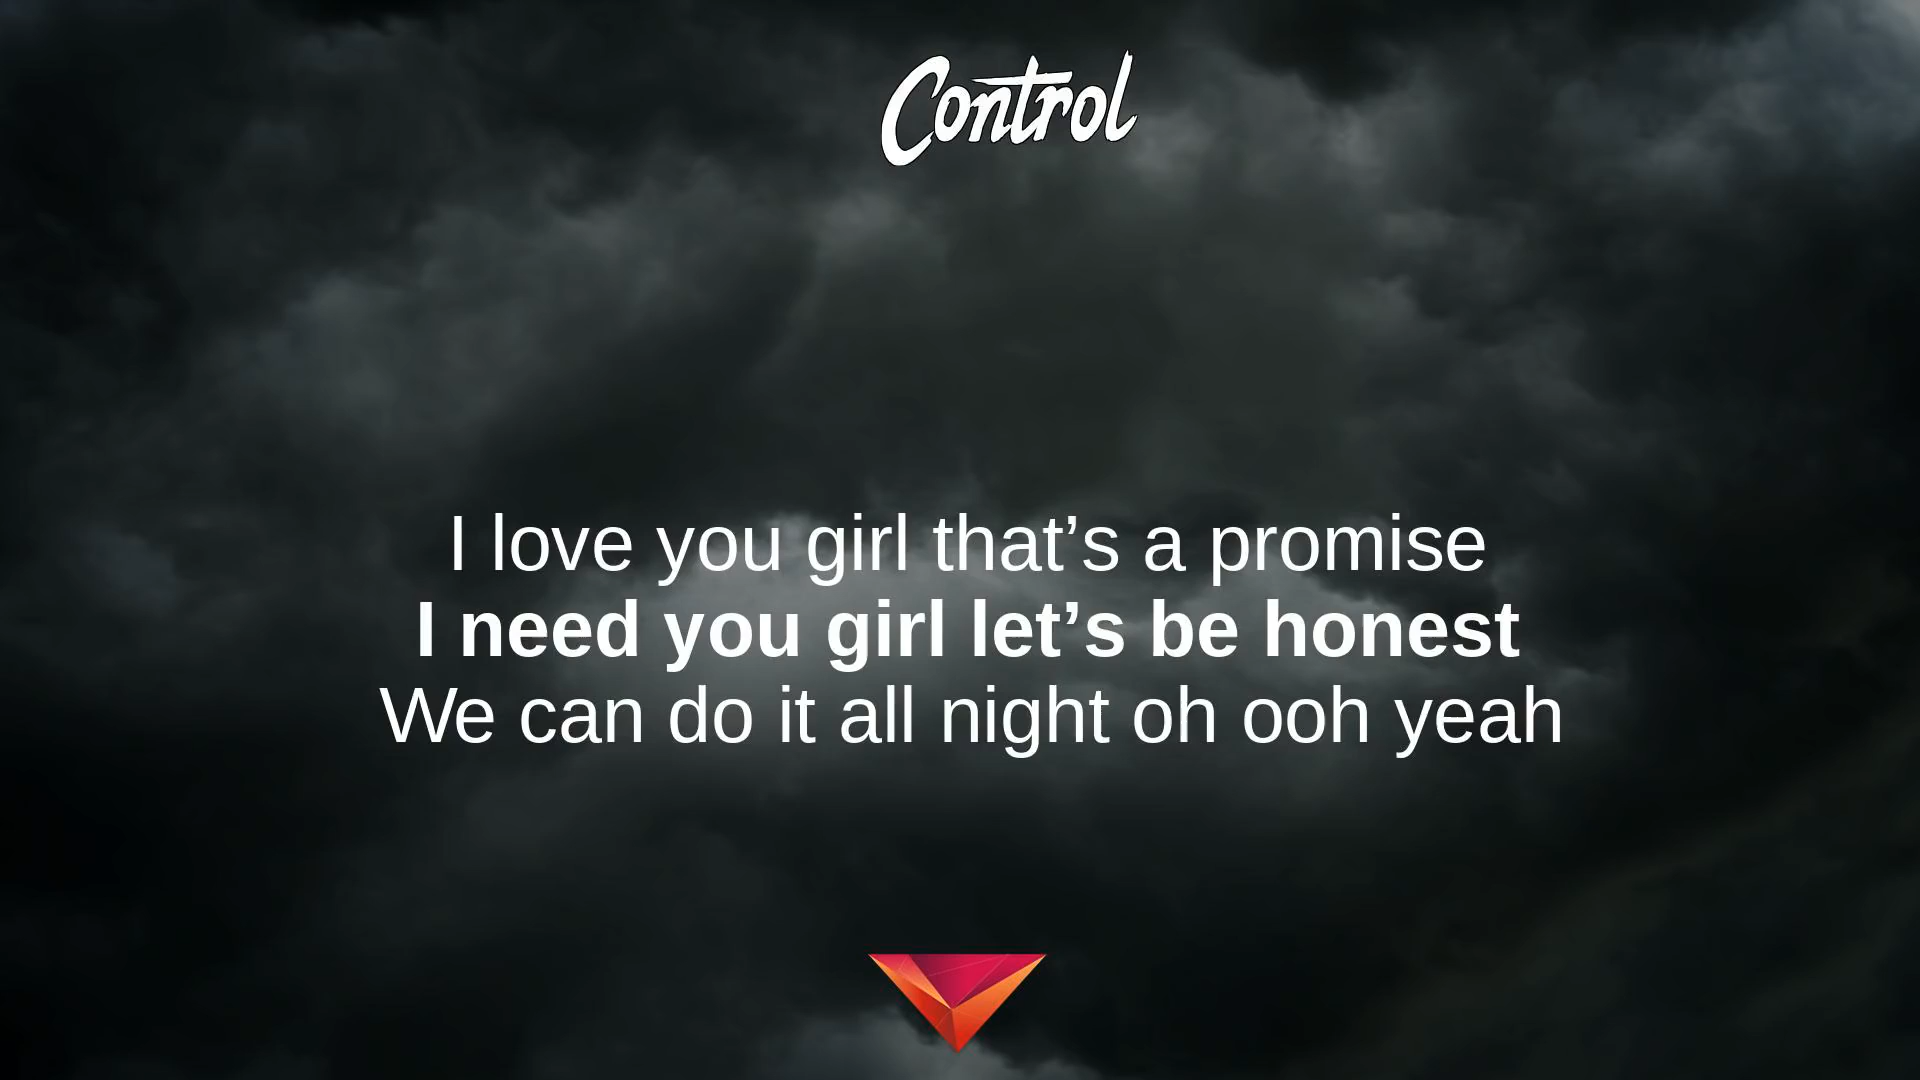 Control
I love you girl that’s a promise
I need you girl let’s be honest
We can do it all night oh ooh yeah